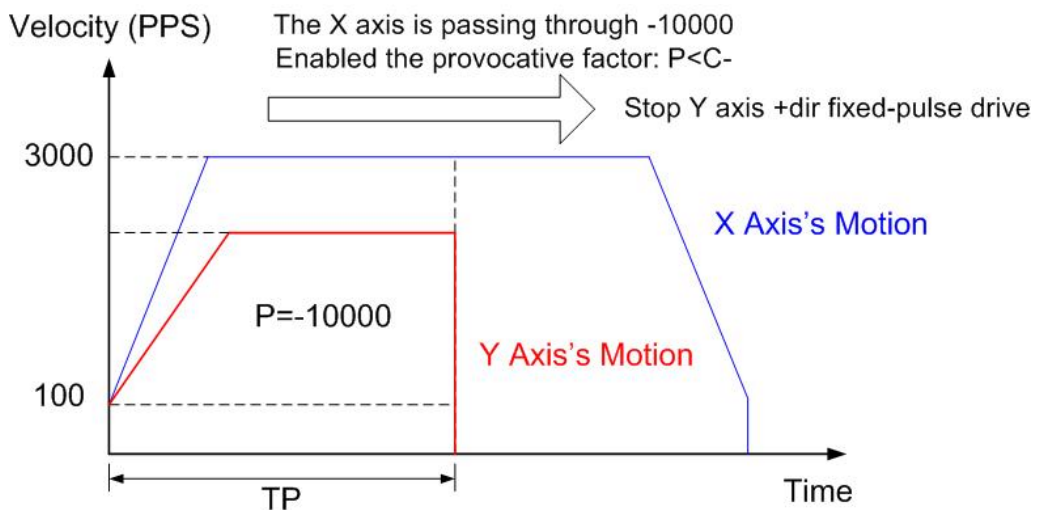 Velocity (PPS)
The X axis is passing through -10000
Enabled the provocative factor: P<C-
Stop Y axis +dir fixed-pulse drive
3000
X Axis's Motion
P=-10000
Y Axis's Motion
100
TP
Time